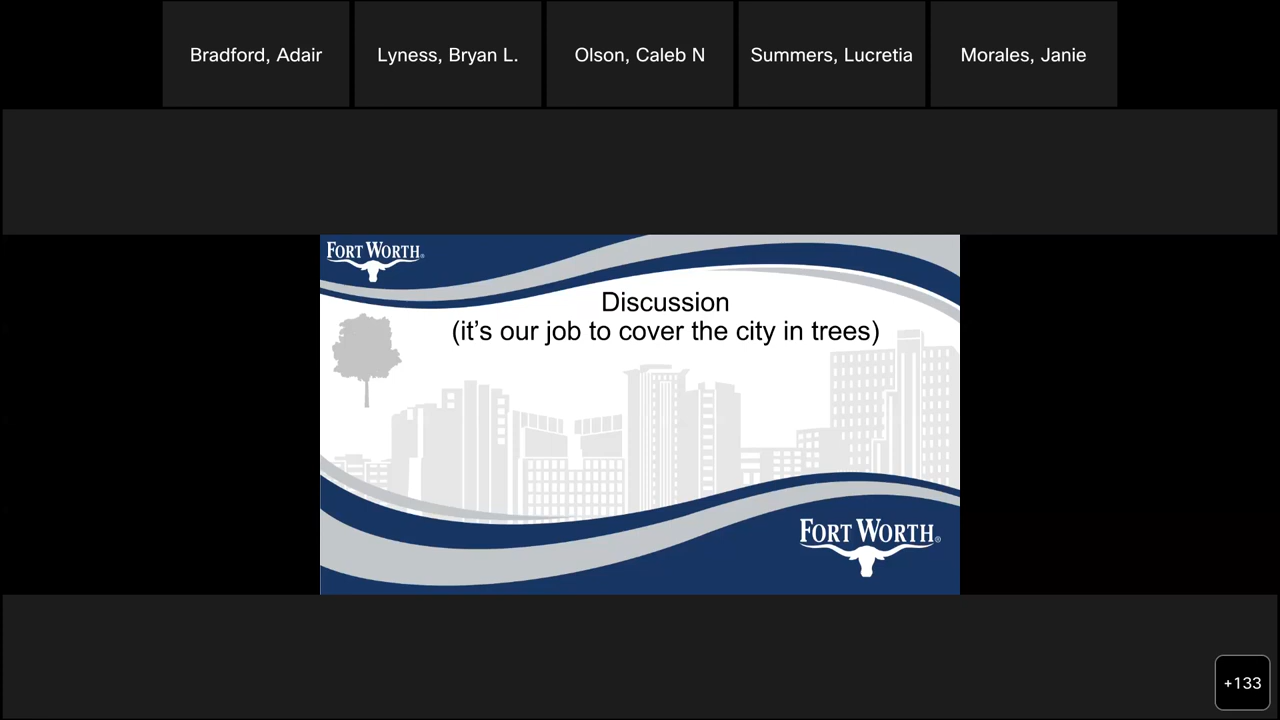 Bradford, Adair
Lyness, Bryan L.
Olson, Caleb N
Summers, Lucretia
Morales, Janie
FORT WORTH®
Discussion
(it's our job to cover the city in trees)
FORT WORTH®
+133